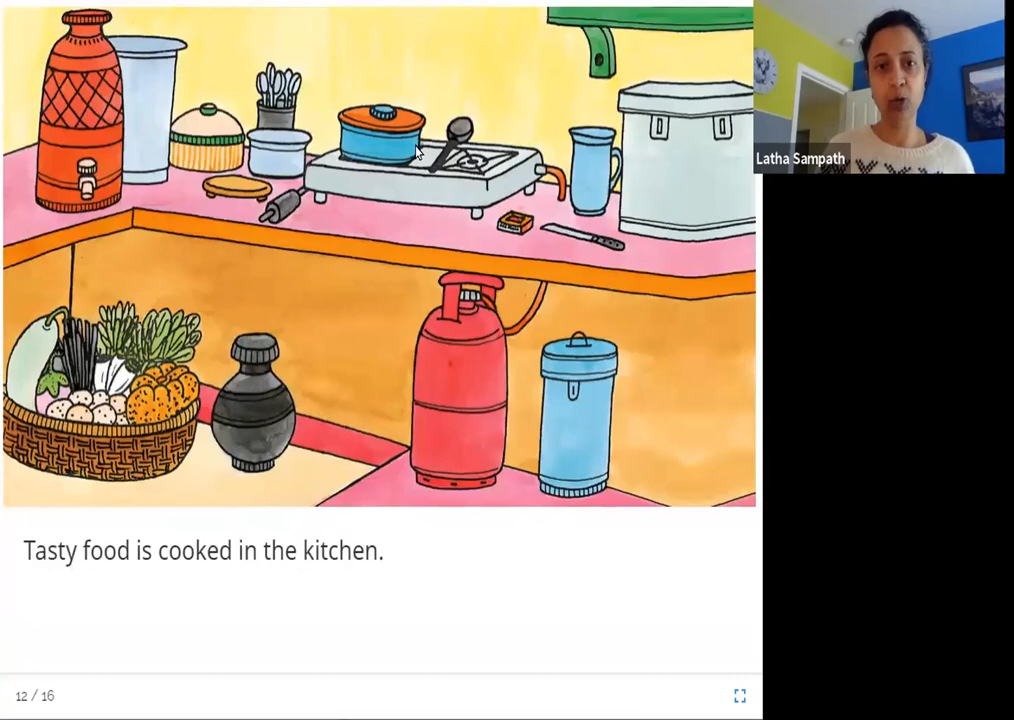 Latha Sampath
Tasty food is cooked in the kitchen.
12 / 16